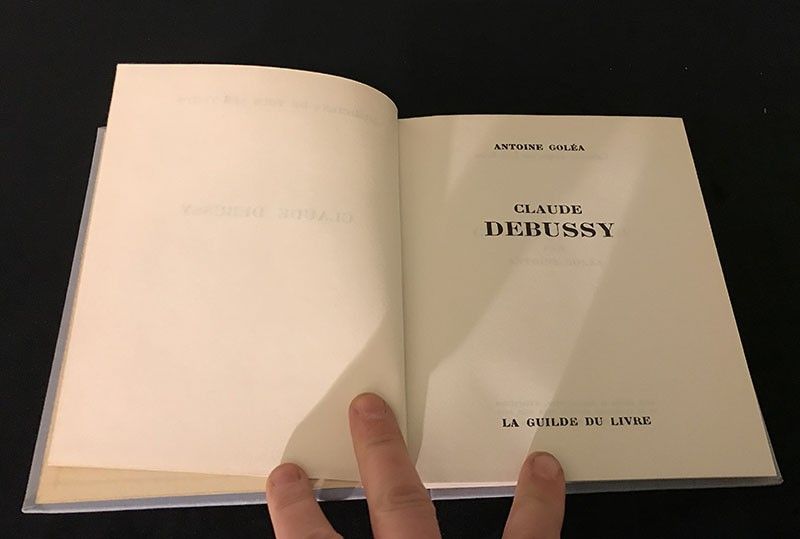 ANTOINE GOLÉA
CLAUDE
DEBUSSY
LA GUILDE DU LIVRE